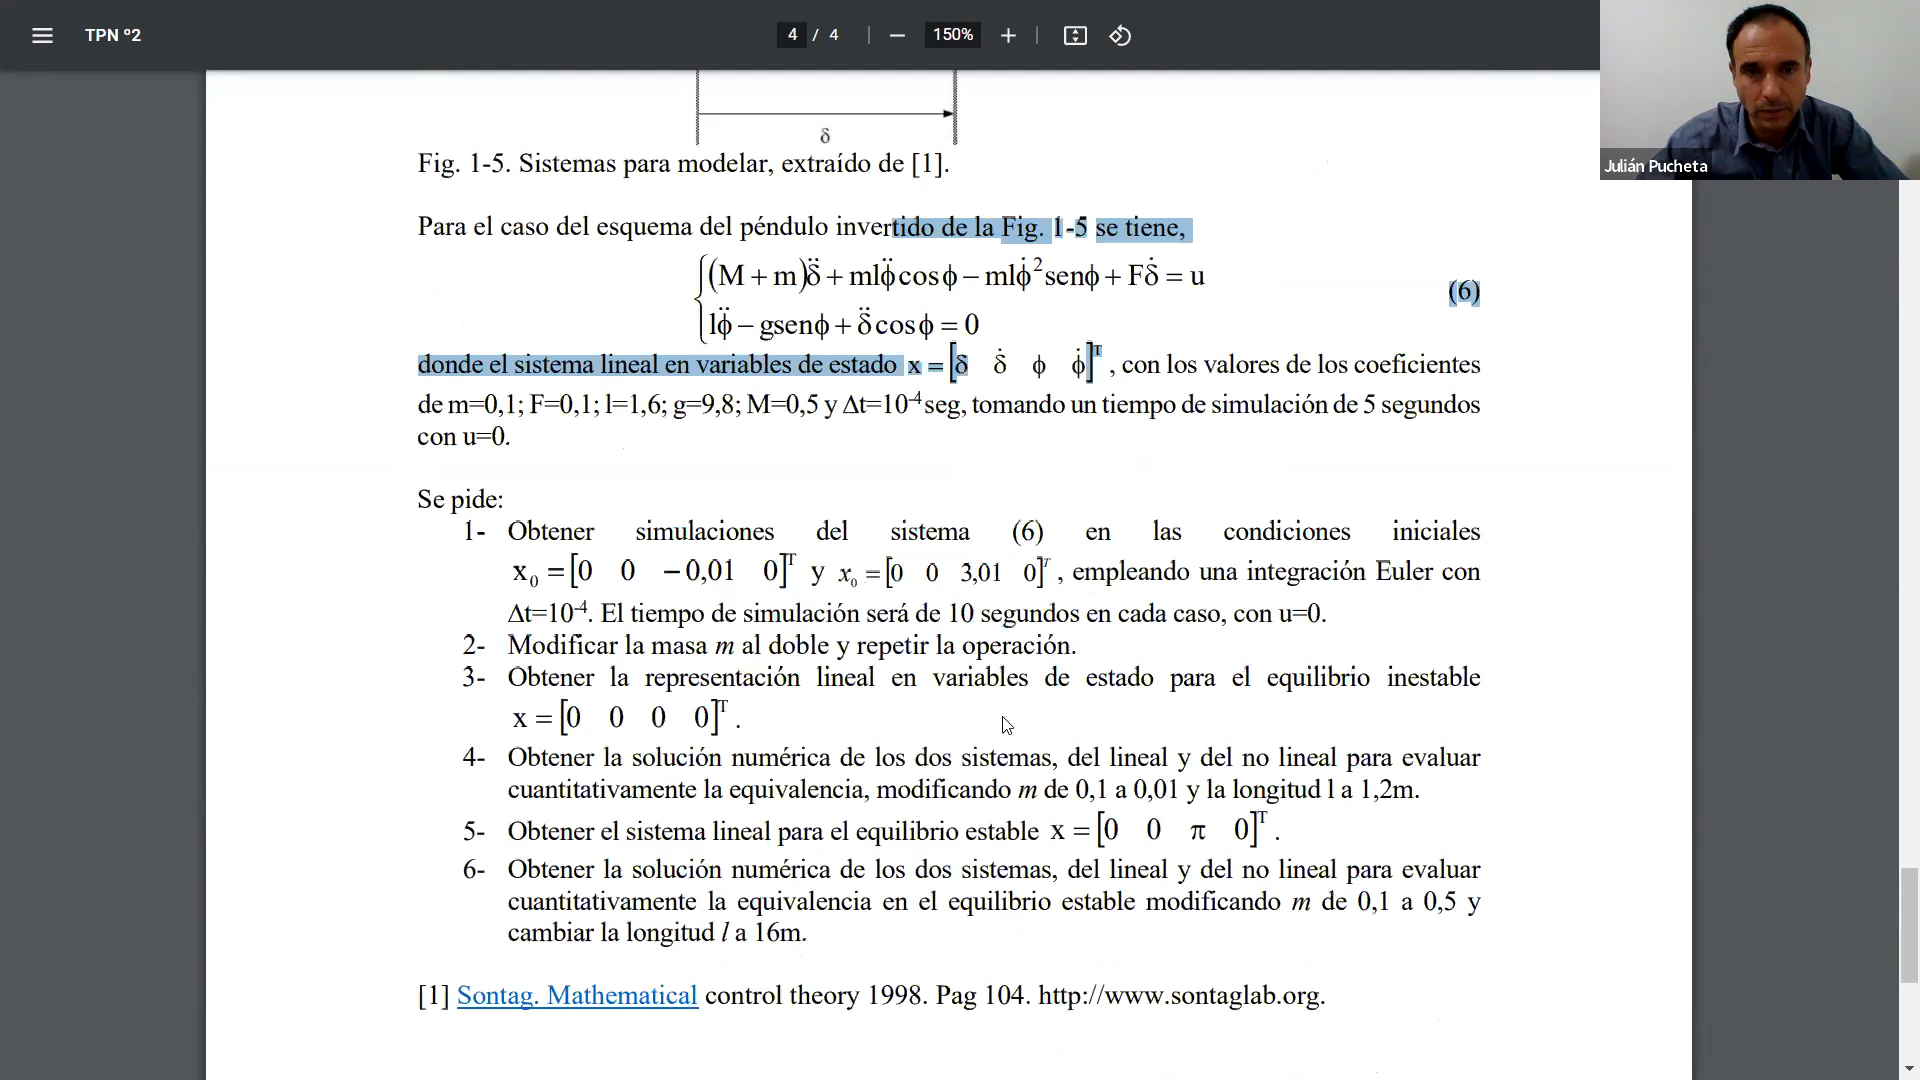 TPN º2
4 / 4
150%
Julián Pucheta
δ
Fig. 1-5. Sistemas para modelar, extraído de [1].
Para el caso del esquema del péndulo invertido de la Fig. 1-5 se tiene,
(M + m)δ̈ + mlφ̈ cos φ − mlφ̇² senφ + Fδ̇ = u
lφ̈ − gsenφ + δ̈ cos φ = 0
(6)
donde el sistema lineal en variables de estado x = [δ δ̇ φ φ̇]ᵀ, con los valores de los coeficientes
de m=0,1; F=0,1; l=1,6; g=9,8; M=0,5 y Δt=10⁻⁴ seg, tomando un tiempo de simulación de 5 segundos
con u=0.
Se pide:
1- Obtener simulaciones del sistema (6) en las condiciones iniciales
x₀ = [0 0 −0,01 0]ᵀ y x₀ = [0 0 3,01 0]ᵀ, empleando una integración Euler con
Δt=10⁻⁴. El tiempo de simulación será de 10 segundos en cada caso, con u=0.
2- Modificar la masa m al doble y repetir la operación.
3- Obtener la representación lineal en variables de estado para el equilibrio inestable
x = [0 0 0 0]ᵀ.
4- Obtener la solución numérica de los dos sistemas, del lineal y del no lineal para evaluar
cuantitativamente la equivalencia, modificando m de 0,1 a 0,01 y la longitud l a 1,2m.
5- Obtener el sistema lineal para el equilibrio estable x = [0 0 π 0]ᵀ.
6- Obtener la solución numérica de los dos sistemas, del lineal y del no lineal para evaluar
cuantitativamente la equivalencia en el equilibrio estable modificando m de 0,1 a 0,5 y
cambiar la longitud l a 16m.
[1] Sontag. Mathematical control theory 1998. Pag 104. http://www.sontaglab.org.